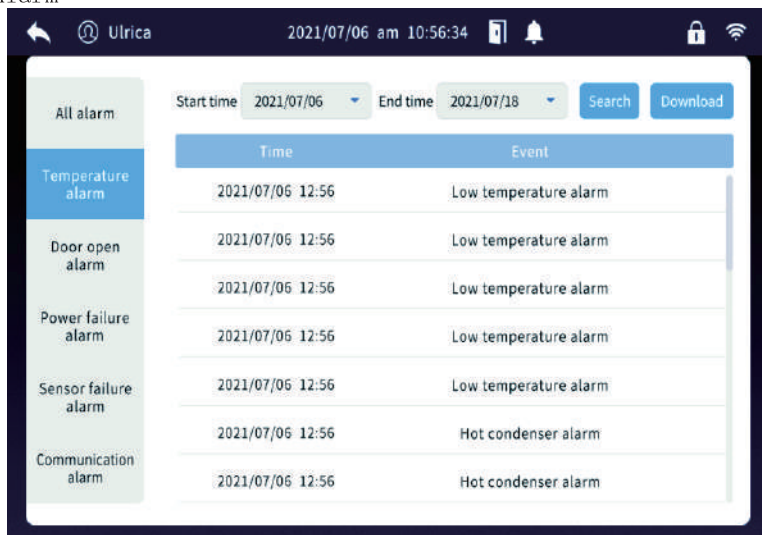 Ulrica 2021/07/06 am 10:56:34
All alarm
Temperature
alarm
Door open
alarm
Power failure
alarm
Sensor failure
alarm
Communication
alarm
Start time 2021/07/06 End time 2021/07/18 Search Download
Time Event
2021/07/06 12:56 Low temperature alarm
2021/07/06 12:56 Low temperature alarm
2021/07/06 12:56 Low temperature alarm
2021/07/06 12:56 Low temperature alarm
2021/07/06 12:56 Low temperature alarm
2021/07/06 12:56 Hot condenser alarm
2021/07/06 12:56 Hot condenser alarm